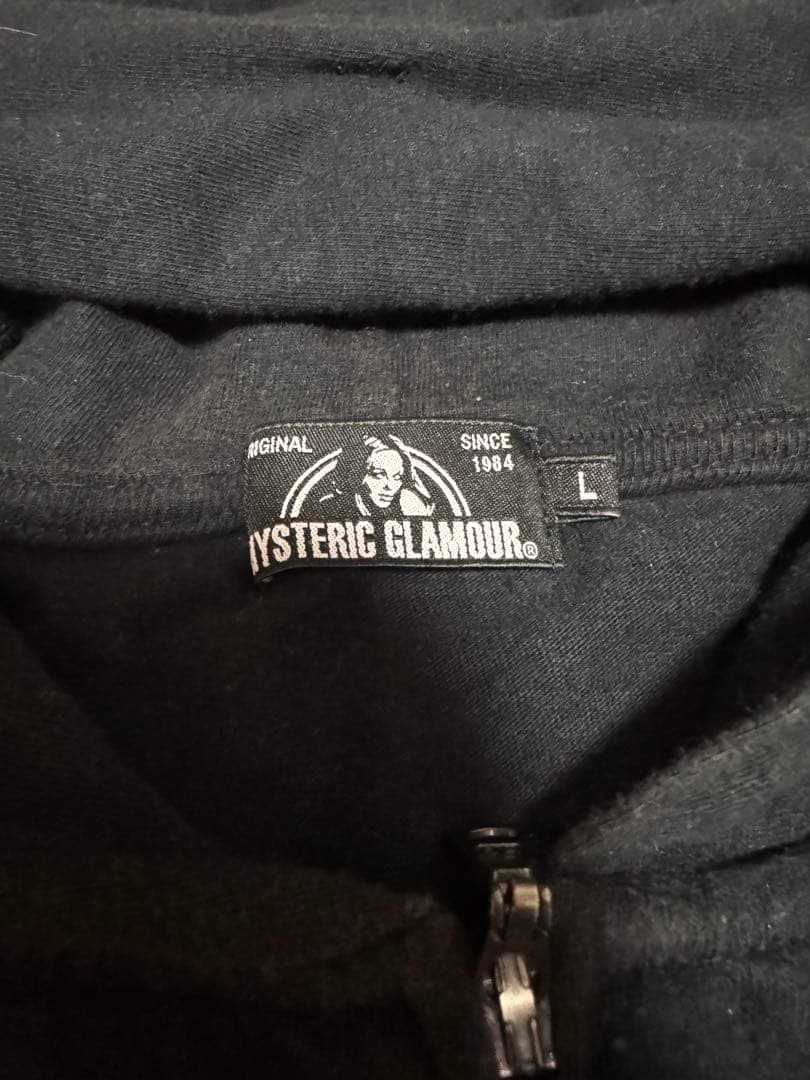 RIGINAL
SINCE
1984
YSTERIC GLAMOUR®
L